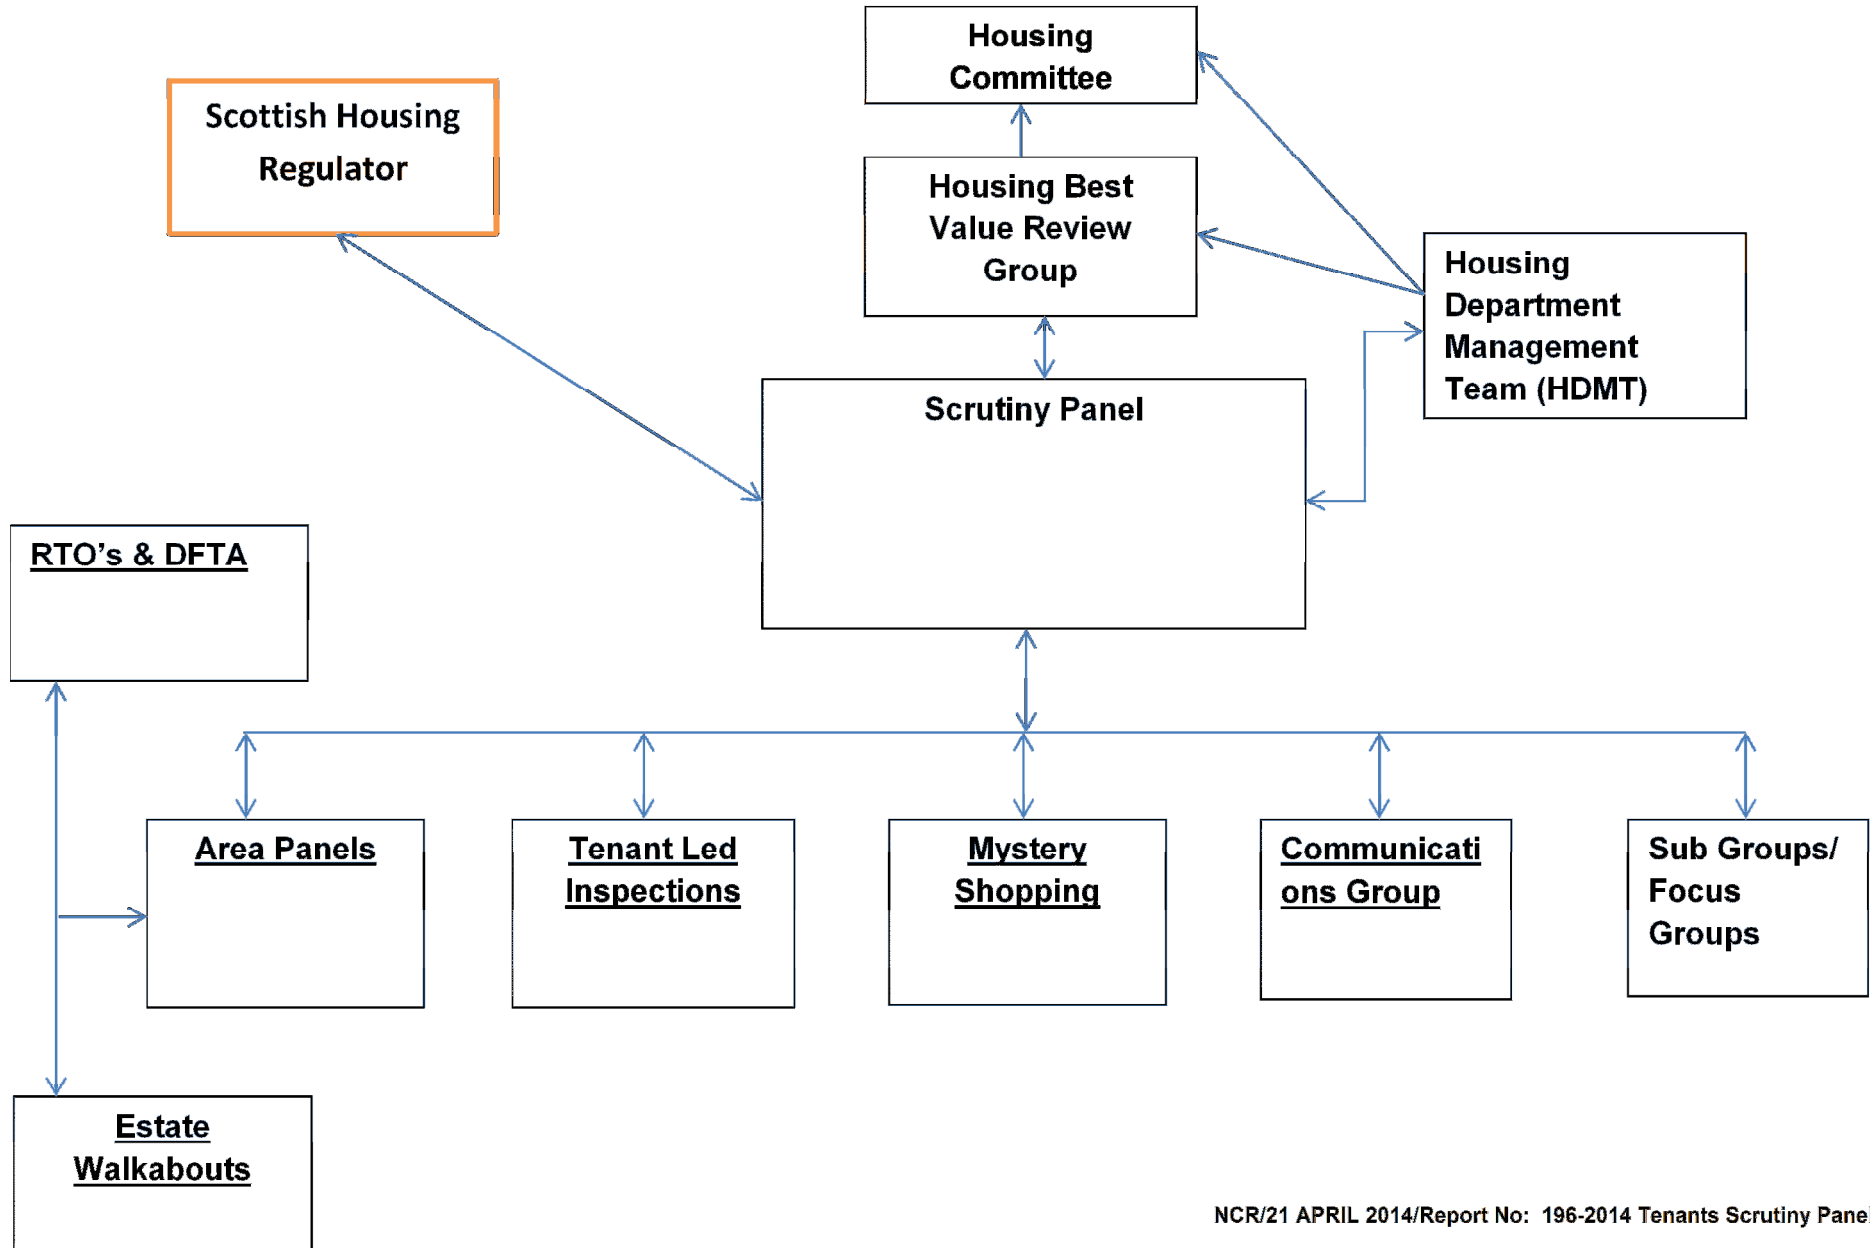 Housing
Committee
Scottish Housing
Regulator
Housing Best
Value Review
Group
Housing
Department
Management
Team (HDMT)
Scrutiny Panel
RTO's & DFTA
Area Panels
Tenant Led
Inspections
Mystery
Shopping
Communicati
ons Group
Sub Groups/
Focus
Groups
Estate
Walkabouts
NCR/21 APRIL 2014/Report No: 196-2014 Tenants Scrutiny Pane